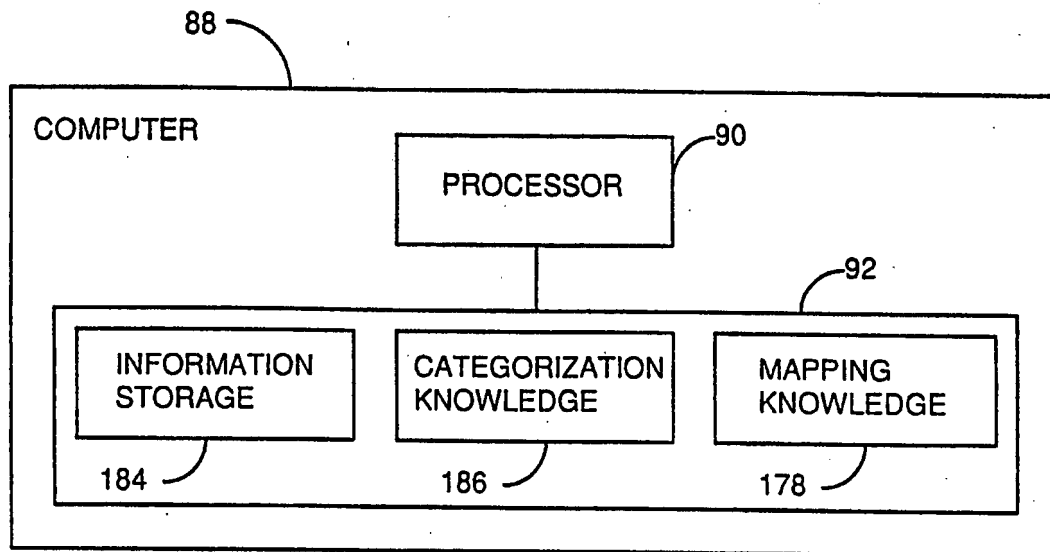 88
COMPUTER
90
PROCESSOR
92
INFORMATION
STORAGE
CATEGORIZATION
KNOWLEDGE
MAPPING
KNOWLEDGE
184
186
178